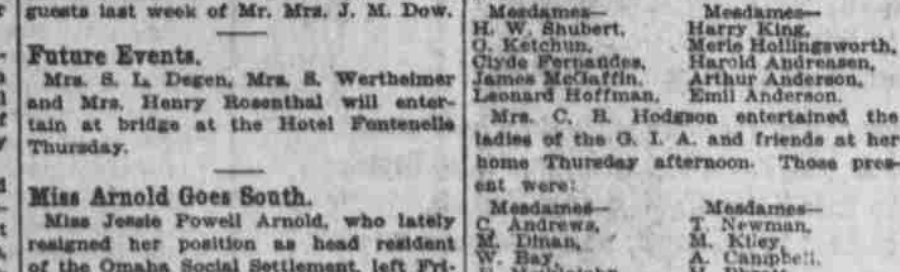 guests last week of Mr. Mrs. J. M. Dow.
Future Events.
Mrs. S. L. Degen, Mrs. S. Wertheimer
and Mrs. Henry Rosenthal will enter-
tain at bridge at the Hotel Fontenelle
Thursday.
Miss Arnold Goes South.
Miss Jessie Powell Arnold, who lately
resigned her position as head resident
of the Omaha Social Settlement, left Fri-
Mesdames— Mesdames—
H. W. Shubert, Harry King,
O. Ketchun, Merle Hollingsworth,
Clyde Fernandes, Harold Andreasen,
James McGaffin, Arthur Anderson,
Leonard Hoffman, Emil Anderson.
Mrs. C. B. Hodgson entertained the
ladies of the G. I. A. and friends at her
home Thursday afternoon. Those pres-
ent were:
Mesdames— Mesdames—
C. Andrews, T. Newman,
M. Dinan, M. Kiley,
W. Bay, A. Campbell,